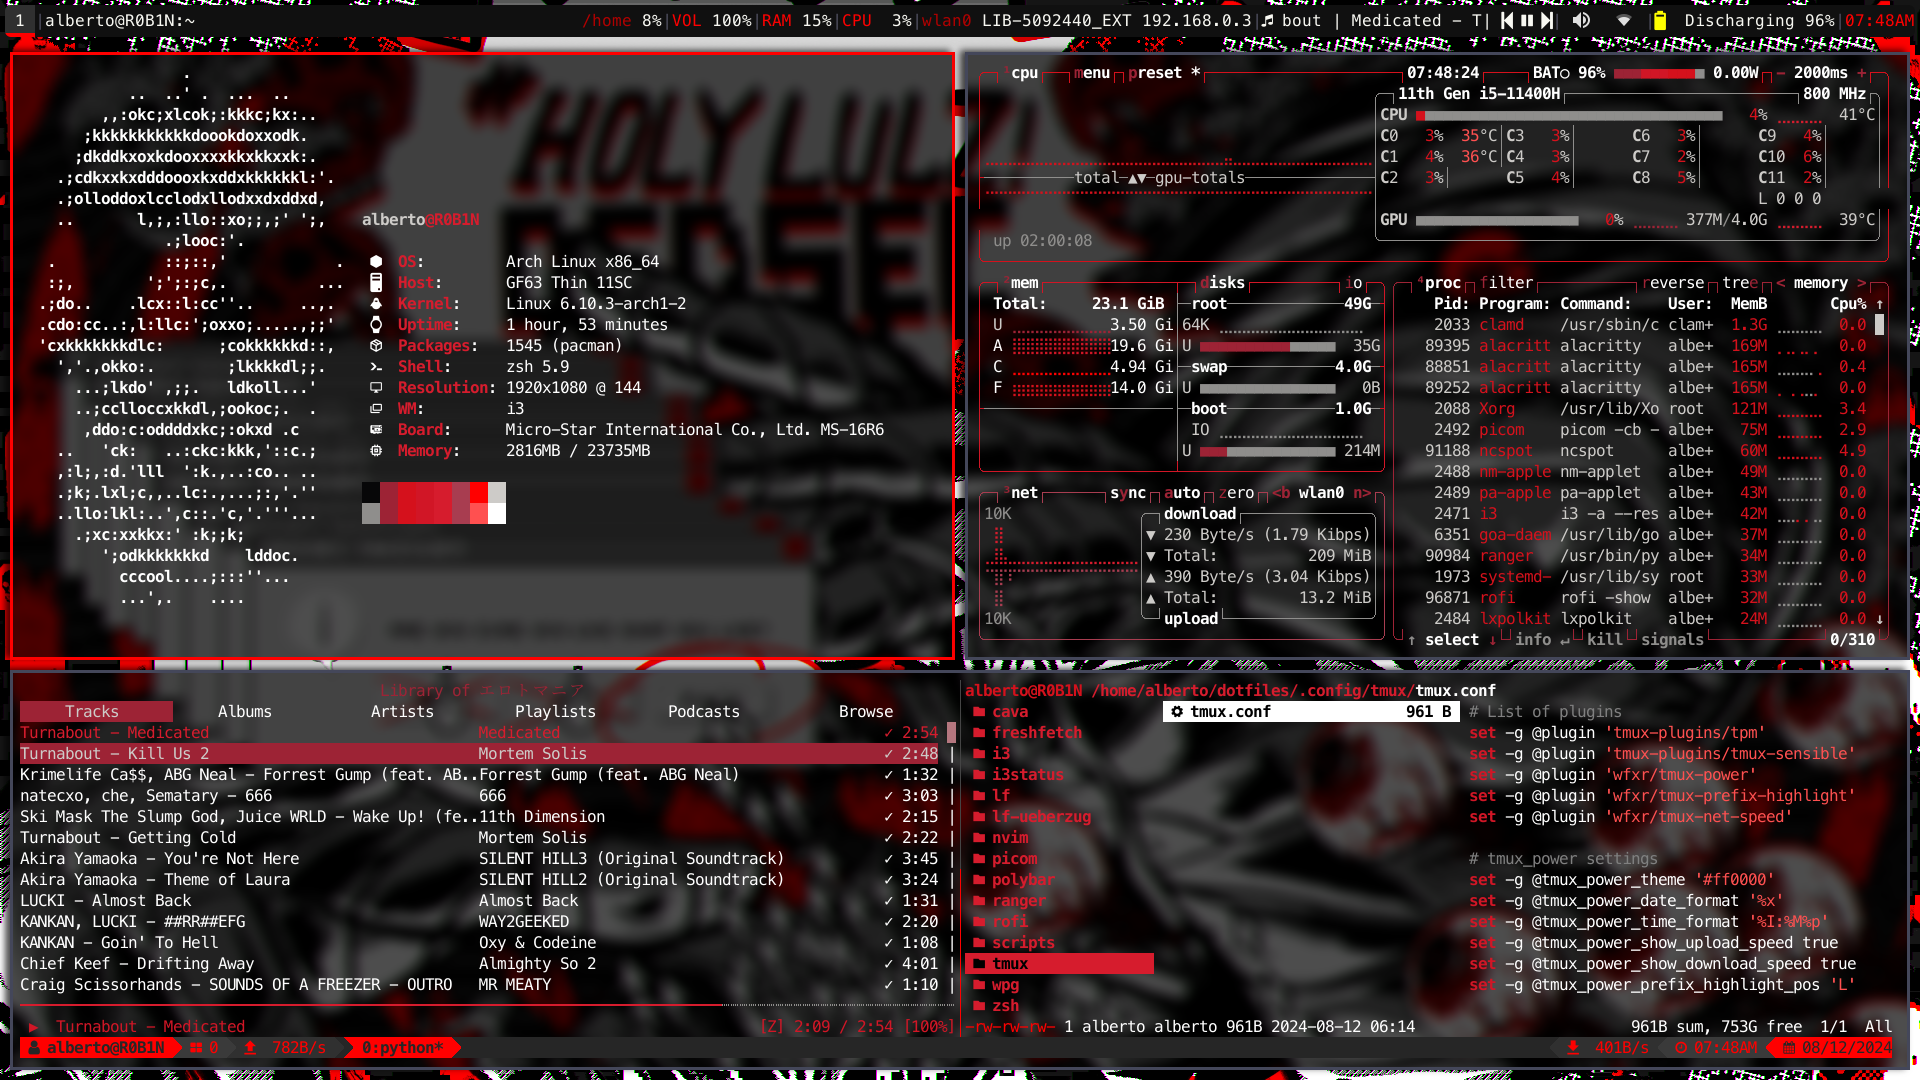 1 alberto@R0B1N:~ /home 8%|VOL 100%|RAM 15%|CPU 3%|wlan0 LIB-5092440_EXT 192.168.0.3|♫ bout | Medicated - T| Discharging 96% 07:48AM
"HOLY LULZ!
alberto@R0B1N
OS: Arch Linux x86_64
Host: GF63 Thin 11SC
Kernel: Linux 6.10.3-arch1-2
Uptime: 1 hour, 53 minutes
Packages: 1545 (pacman)
Shell: zsh 5.9
Resolution: 1920x1080 @ 144
WM: i3
Board: Micro-Star International Co., Ltd. MS-16R6
Memory: 2816MB / 23735MB
¹cpu menu preset * 07:48:24 BAT○ 96% 0.00W - 2000ms +
11th Gen i5-11400H 800 MHz
CPU 4% 41°C
C0 3% 35°C C3 3% C6 3% C9 4%
C1 4% 36°C C4 3% C7 2% C10 6%
C2 3% C5 4% C8 5% C11 2%
total ▲▼ gpu-totals
L 0 0 0
GPU 0% 377M/4.0G 39°C
up 02:00:08
²mem disks io
Total: 23.1 GiB root 49G
U 3.50 Gi 64K
A 19.6 Gi U 35G
C 4.94 Gi swap 4.0G
F 14.0 Gi U 0B
boot 1.0G
IO
U 214M
³net sync auto zero <b wlan0 n>
10K download
▼ 230 Byte/s (1.79 Kibps)
▼ Total: 209 MiB
▲ 390 Byte/s (3.04 Kibps)
▲ Total: 13.2 MiB
10K upload
⁴proc filter reverse tree < memory >
Pid: Program: Command: User: MemB Cpu% ↑
2033 clamd /usr/sbin/c clam+ 1.3G 0.0
89395 alacritt alacritty albe+ 169M 0.0
88851 alacritt alacritty albe+ 165M 0.4
89252 alacritt alacritty albe+ 165M 0.0
2088 Xorg /usr/lib/Xo root 121M 3.4
2492 picom picom -cb - albe+ 75M 2.9
91188 ncspot ncspot albe+ 60M 4.9
2488 nm-apple nm-applet albe+ 49M 0.0
2489 pa-apple pa-applet albe+ 43M 0.0
2471 i3 i3 -a --res albe+ 42M 0.0
6351 goa-daem /usr/lib/go albe+ 37M 0.0
90984 ranger /usr/bin/py albe+ 34M 0.0
1973 systemd- /usr/lib/sy root 33M 0.0
96871 rofi rofi -show albe+ 32M 0.0
2484 lxpolkit lxpolkit albe+ 24M 0.0 ↓
↑ select ↓ info ↵ kill signals 0/310
Library of エロトマニア
Tracks Albums Artists Playlists Podcasts Browse
Turnabout - Medicated Medicated ✓ 2:54
Turnabout - Kill Us 2 Mortem Solis ✓ 2:48
Krimelife Ca$$, ABG Neal - Forrest Gump (feat. AB..Forrest Gump (feat. ABG Neal) ✓ 1:32
natecxo, che, Sematary - 666 666 ✓ 3:03
Ski Mask The Slump God, Juice WRLD - Wake Up! (fe..11th Dimension ✓ 2:15
Turnabout - Getting Cold Mortem Solis ✓ 2:22
Akira Yamaoka - You're Not Here SILENT HILL3 (Original Soundtrack) ✓ 3:45
Akira Yamaoka - Theme of Laura SILENT HILL2 (Original Soundtrack) ✓ 3:24
LUCKI - Almost Back Almost Back ✓ 1:31
KANKAN, LUCKI - ##RR##EFG WAY2GEEKED ✓ 2:20
KANKAN - Goin' To Hell Oxy & Codeine ✓ 1:08
Chief Keef - Drifting Away Almighty So 2 ✓ 4:01
Craig Scissorhands - SOUNDS OF A FREEZER - OUTRO MR MEATY ✓ 1:10
▶ Turnabout - Medicated [Z] 2:09 / 2:54 [100%]
alberto@R0B1N /home/alberto/dotfiles/.config/tmux/tmux.conf
cava
freshfetch
i3
i3status
lf
lf-ueberzug
nvim
picom
polybar
ranger
rofi
scripts
tmux
wpg
zsh
tmux.conf 961 B
# List of plugins
set -g @plugin 'tmux-plugins/tpm'
set -g @plugin 'tmux-plugins/tmux-sensible'
set -g @plugin 'wfxr/tmux-power'
set -g @plugin 'wfxr/tmux-prefix-highlight'
set -g @plugin 'wfxr/tmux-net-speed'
# tmux_power settings
set -g @tmux_power_theme '#ff0000'
set -g @tmux_power_date_format '%x'
set -g @tmux_power_time_format '%I:%M%p'
set -g @tmux_power_show_upload_speed true
set -g @tmux_power_show_download_speed true
set -g @tmux_power_prefix_highlight_pos 'L'
-rw-rw-rw- 1 alberto alberto 961B 2024-08-12 06:14 961B sum, 753G free 1/1 All
alberto@R0B1N 0 782B/s 0:python* 401B/s 07:48AM 08/12/2024